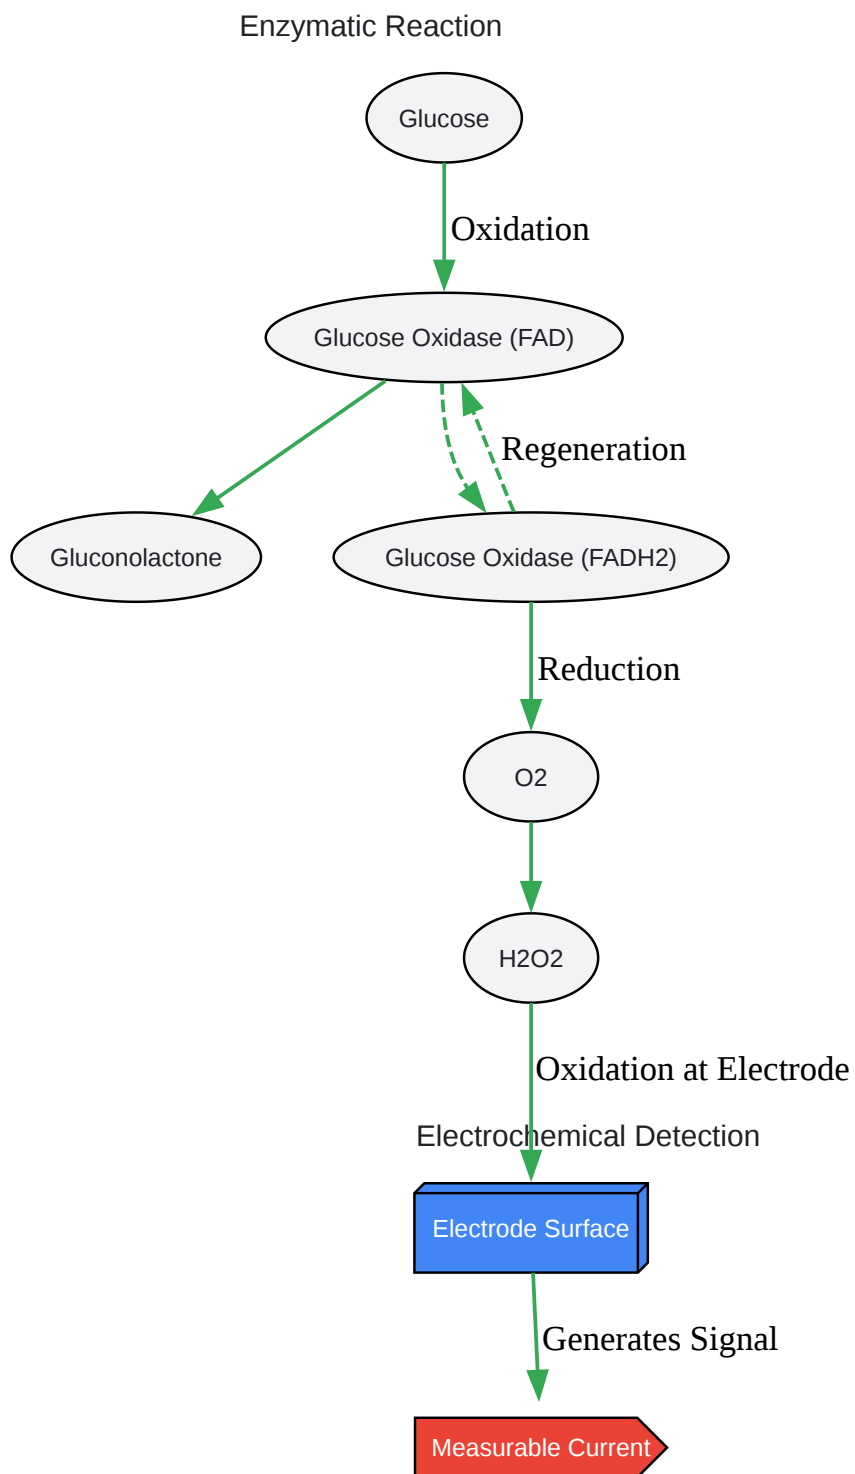 Enzymatic Reaction
Glucose
Oxidation
Glucose Oxidase (FAD)
Regeneration
Gluconolactone
Glucose Oxidase (FADH2)
Reduction
O2
H2O2
Oxidation at Electrode
Electrochemical Detection
Electrode Surface
Generates Signal
Measurable Current